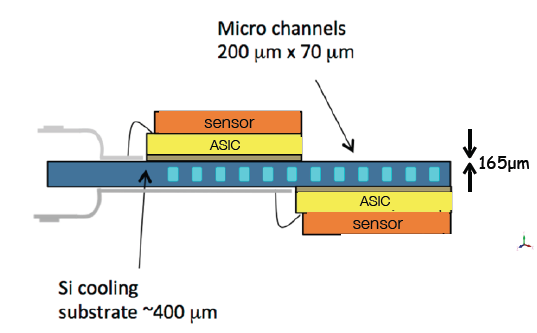 Micro channels
200 µm x 70 µm
sensor
ASIC
165µm
ASIC
sensor
Si cooling
substrate ~400 µm